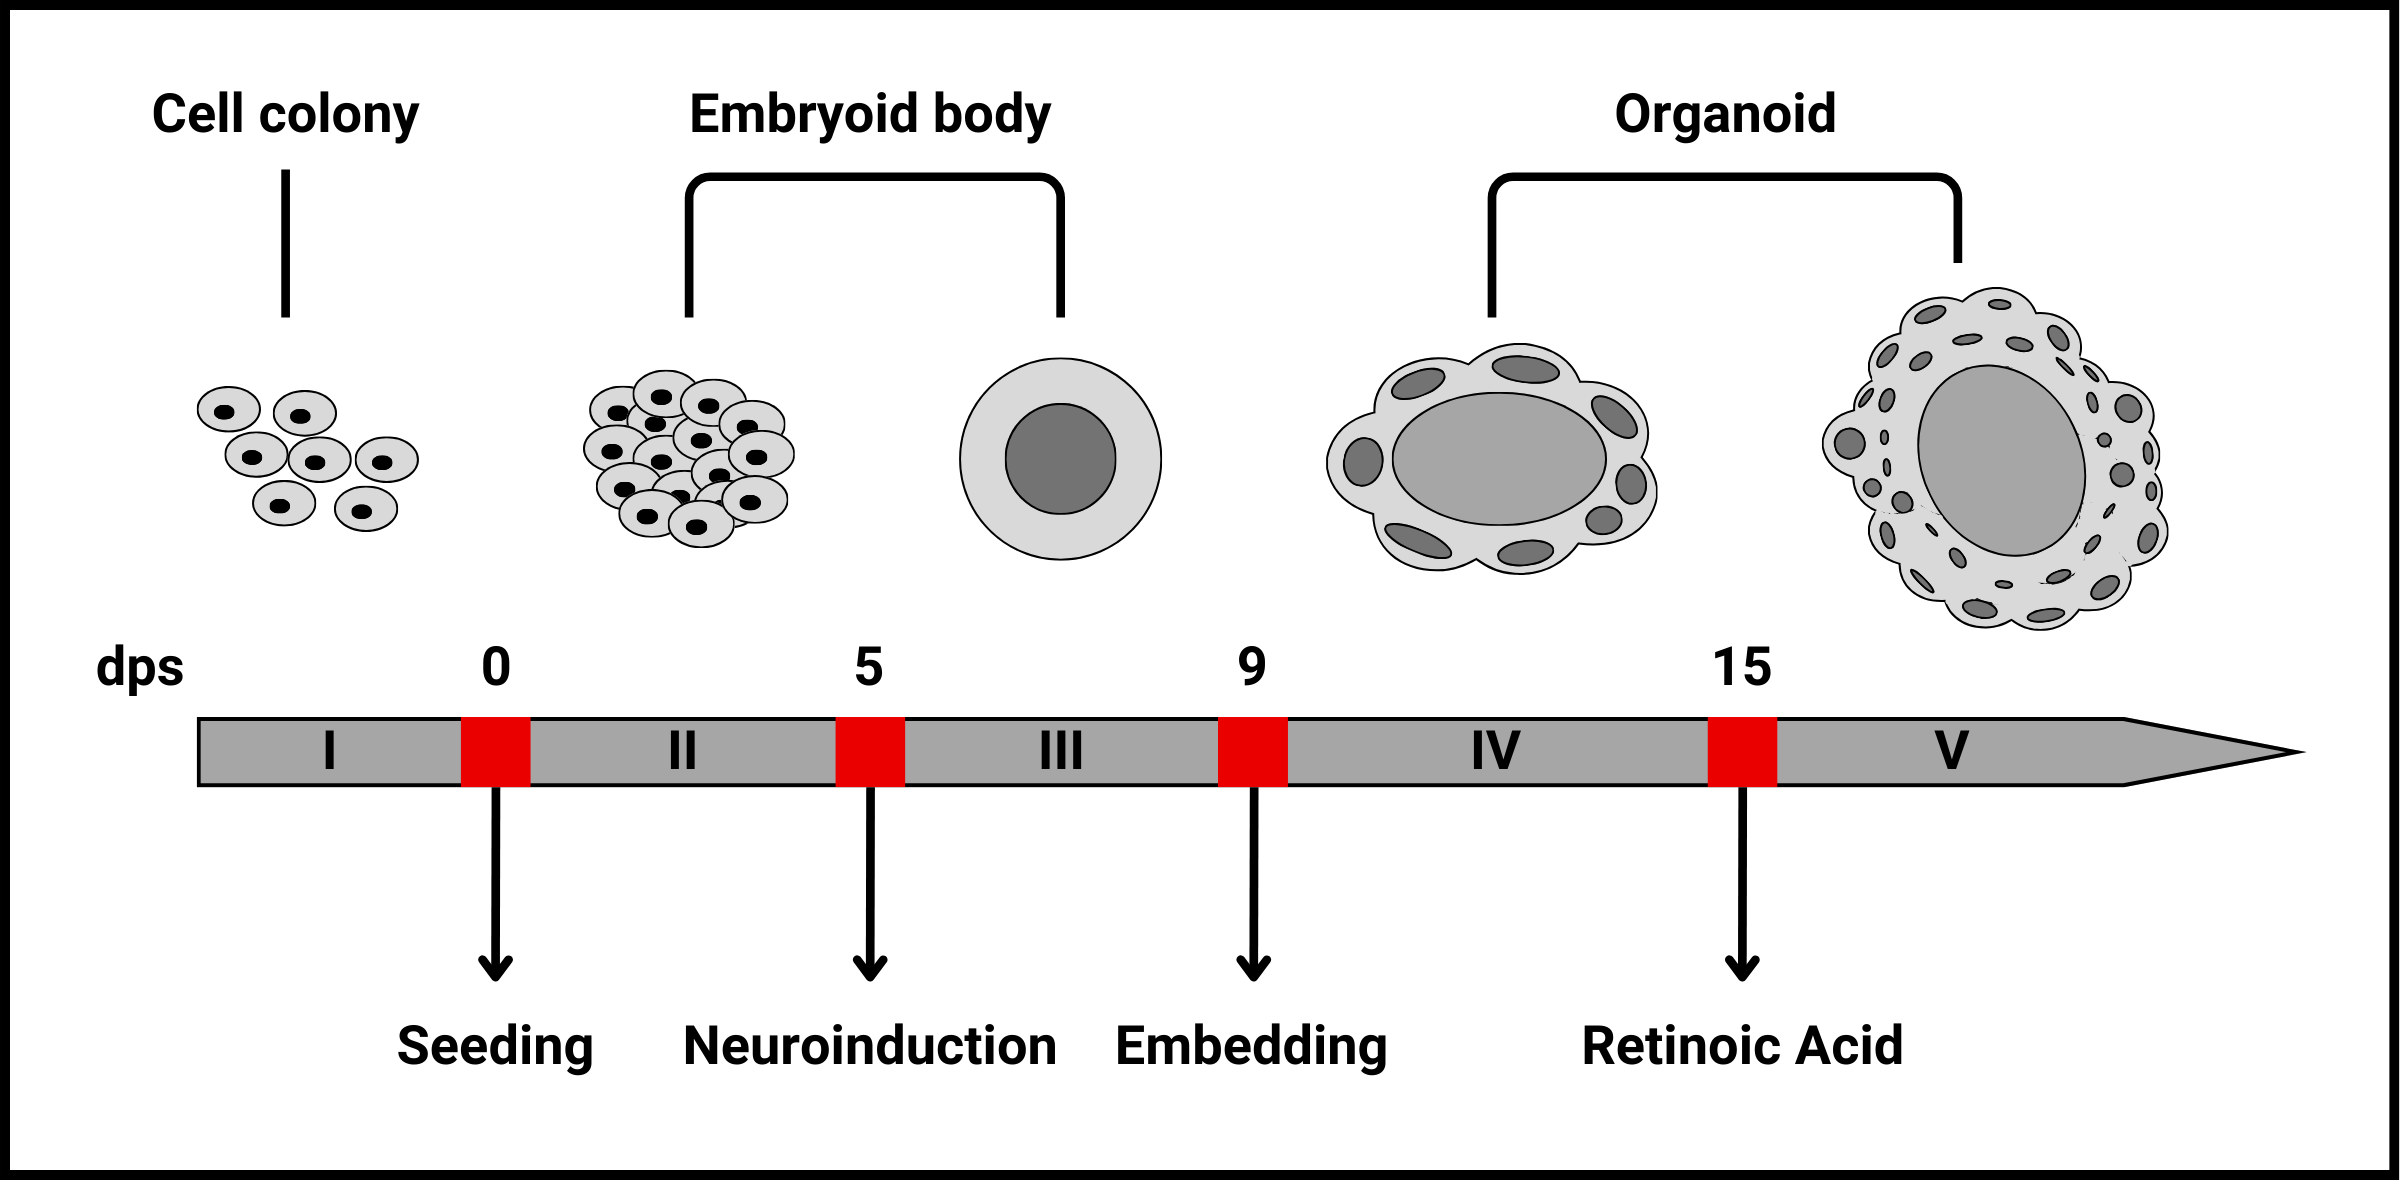 Cell colony
Embryoid body
Organoid
dps 0 5 9 15
I II III IV V
Seeding
Neuroinduction
Embedding
Retinoic Acid